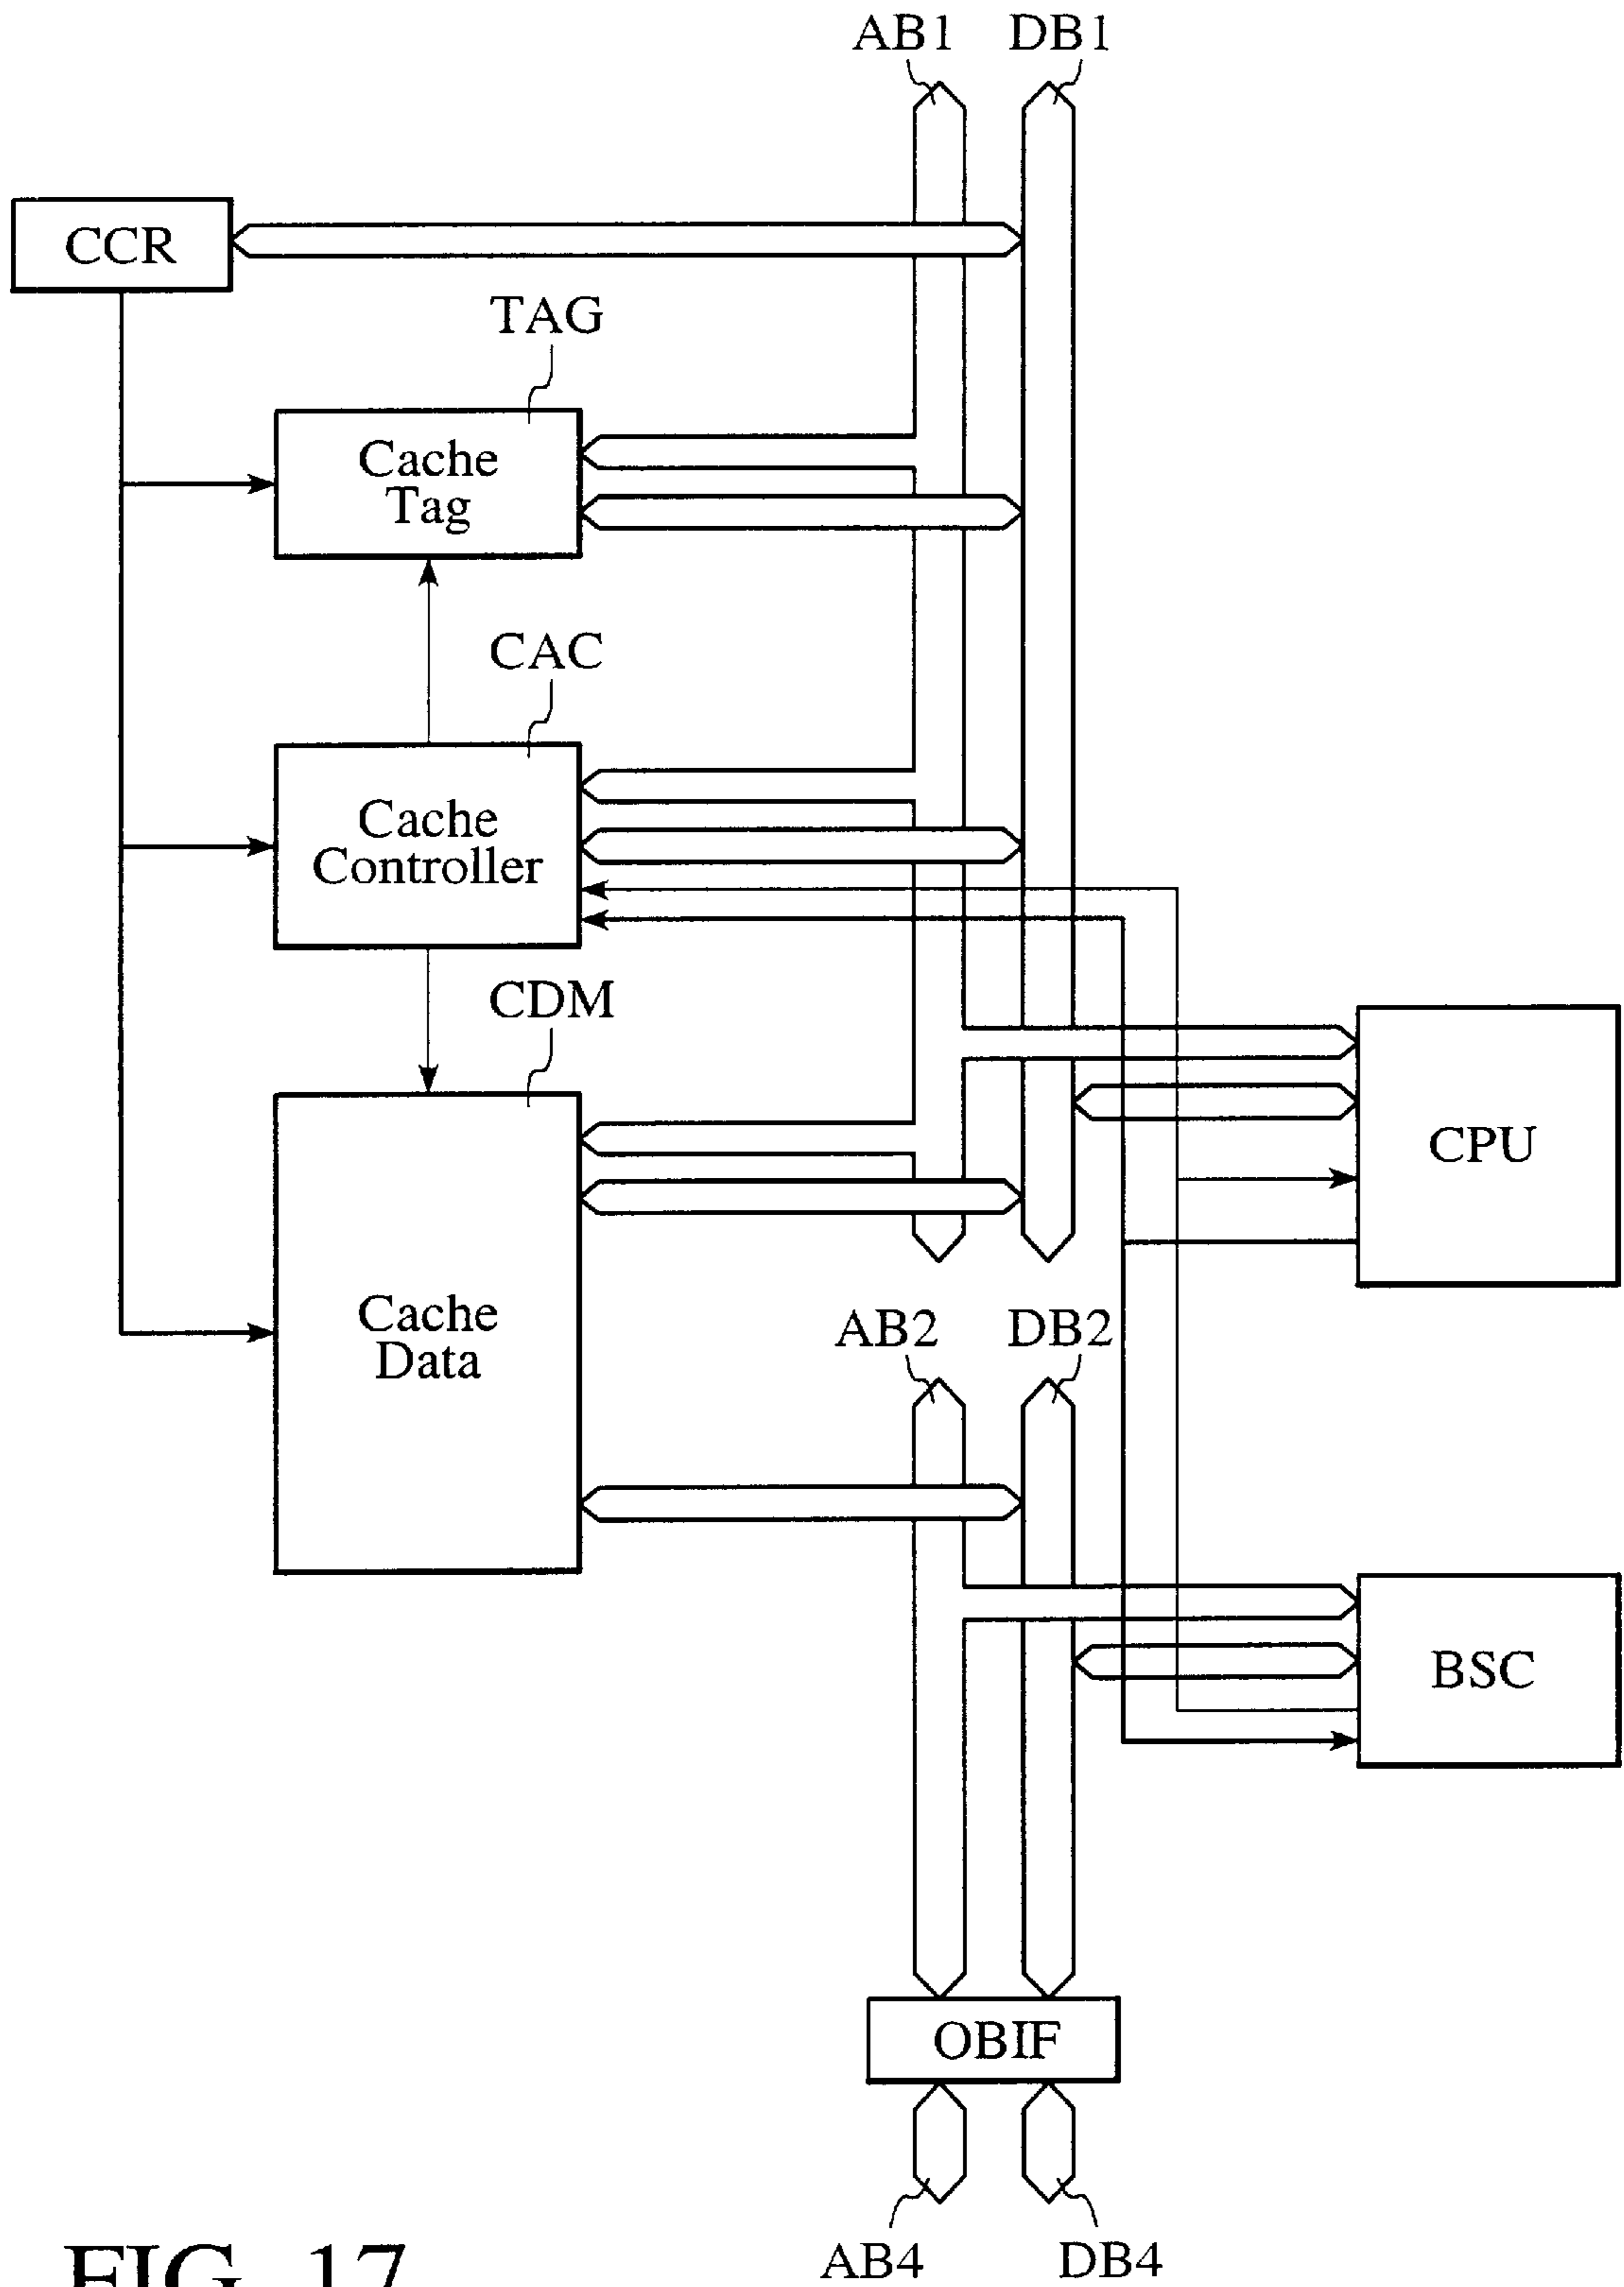 AB1 DB1
CCR
TAG
Cache
Tag
CAC
Cache
Controller
CDM
CPU
Cache
Data
AB2 DB2
BSC
OBIF
AB4 DB4
FIG. 17